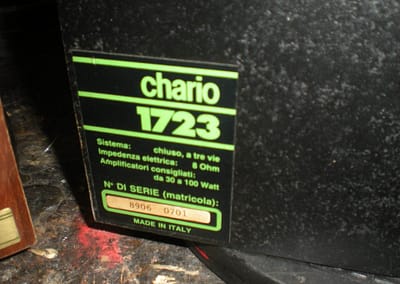 chario
1723
Sistema: chiuso, a tre vie
Impedenza elettrica: 8 Ohm
Amplificatori consigliati:
da 30 a 100 Watt
N° DI SERIE (matricola):
8906 0701
MADE IN ITALY